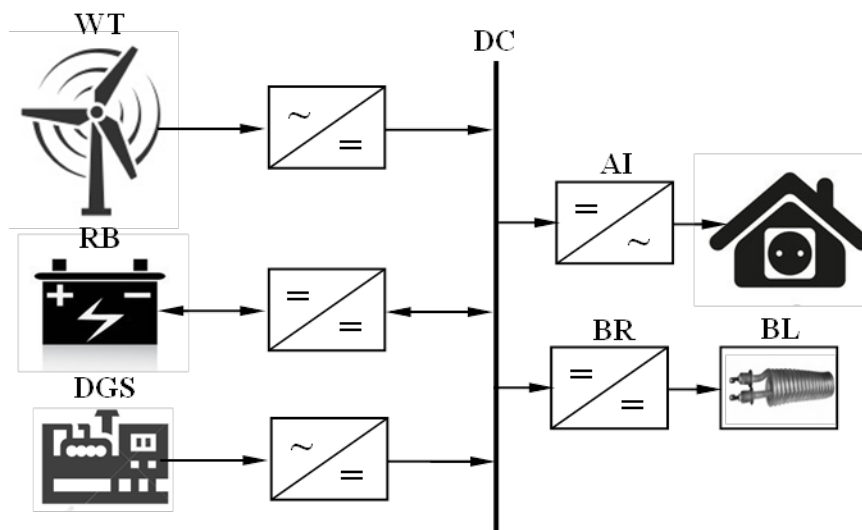 WT
DC
~
=
AI
=
~
RB
+ −
=
=
BR
=
=
BL
DGS
~
=